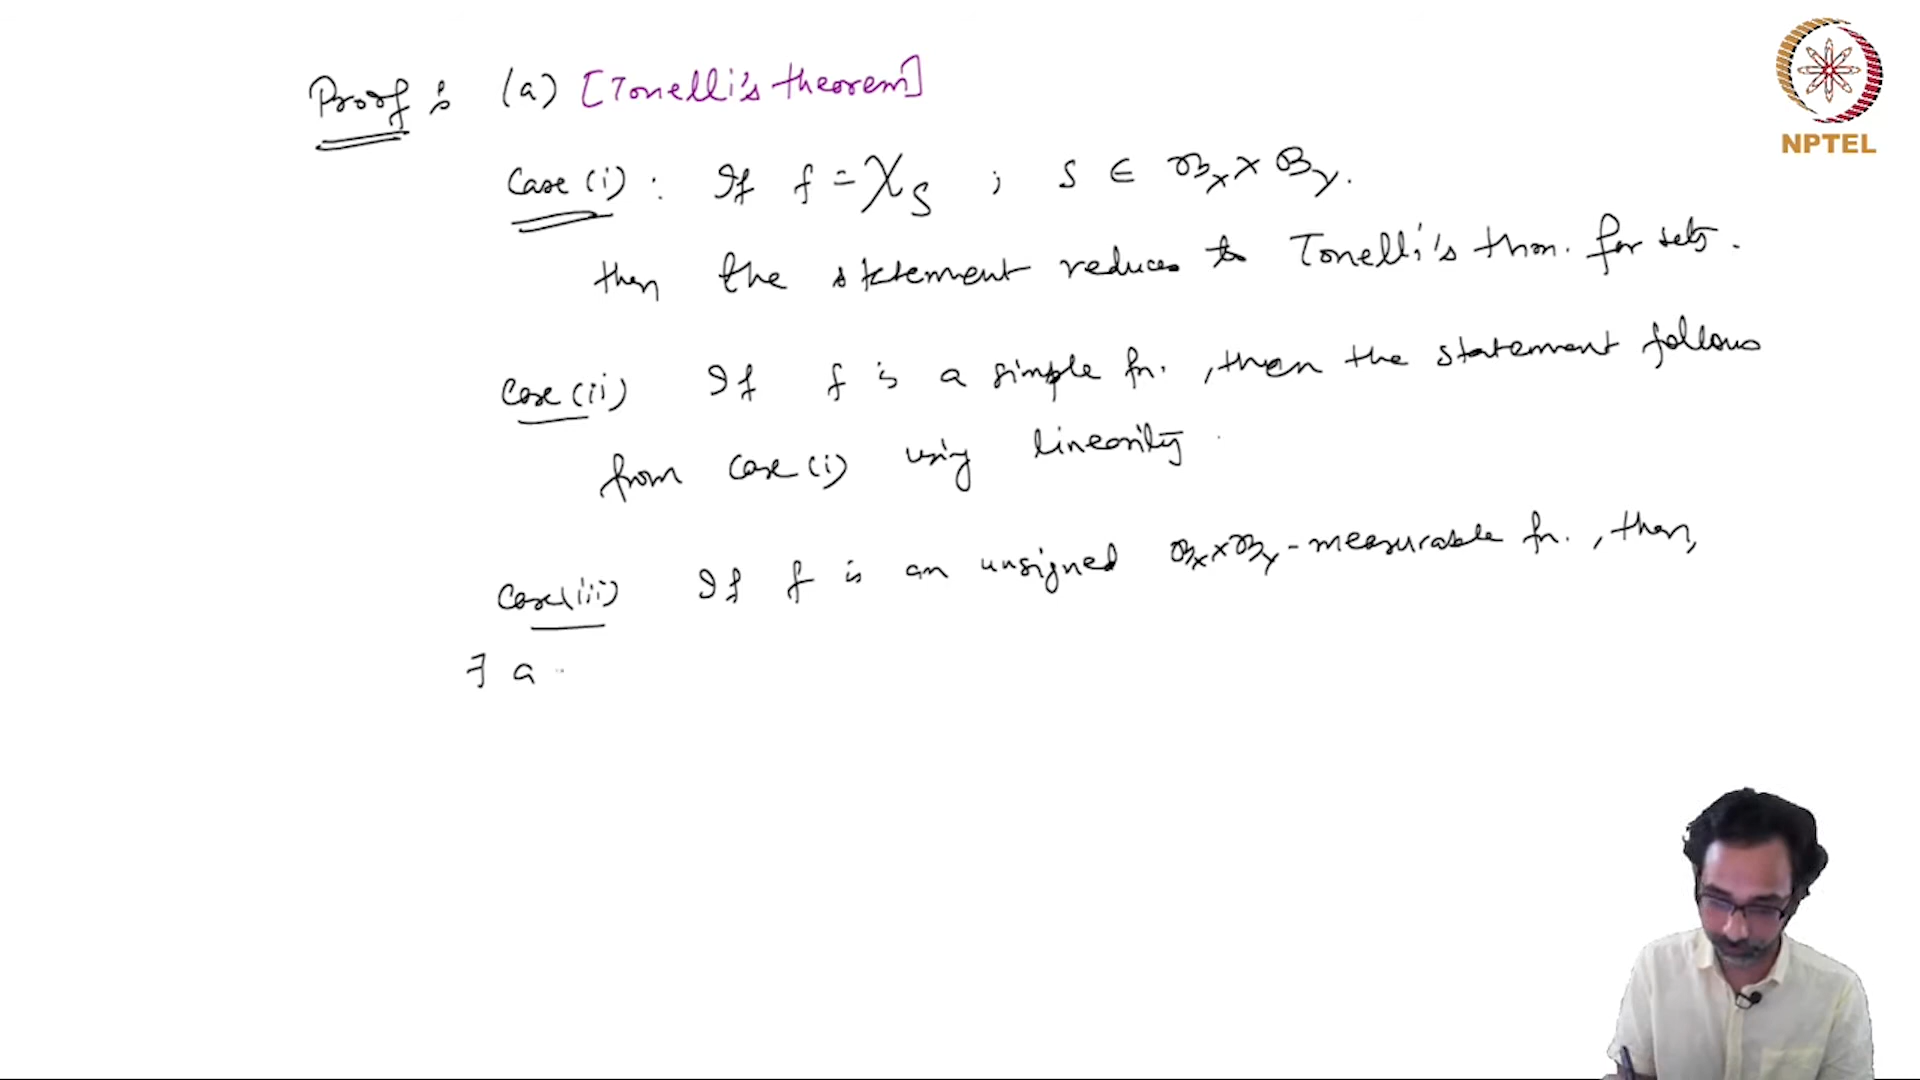 Proof : (a) [Tonelli's theorem]
NPTEL
Case (i) : If f = χ_S ; S ∈ 𝓑_X × 𝓑_Y.
then the statement reduces to Tonelli's thm. for sets.
Case (ii) If f is a simple fn. , then the statement follows
from Case (i) using linearity.
Case (iii) If f is an unsigned 𝓑_X × 𝓑_Y - measurable fn. , then,
∃ a